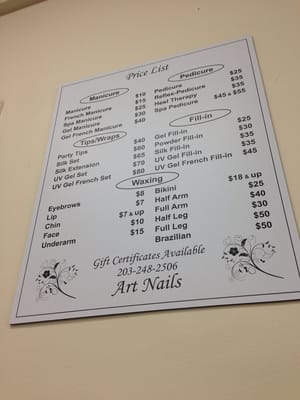 Price List
Manicure
Manicure $10
French Manicure $15
Spa Manicure $25
Gel Manicure $30
Gel French Manicure $40
Tips/Wraps
Party Tips $40
Silk Set $60
Silk Extension $65
UV Gel Set $70
UV Gel French Set $80
Pedicure
Pedicure $25
Reflex-Pedicure $35
Heel Therapy $35
Spa Pedicure $45 & $55
Fill-in
Gel Fill-in $25
Powder Fill-in $30
Silk Fill-in $35
UV Gel Fill-in $35
UV Gel French Fill-in $45
Waxing
Eyebrows $8
Lip $7
Chin $7 & up
Face $10
Underarm $15
Bikini $18 & up
Half Arm $25
Full Arm $40
Half Leg $30
Full Leg $50
Brazilian $50
Gift Certificates Available
203-248-2506
Art Nails